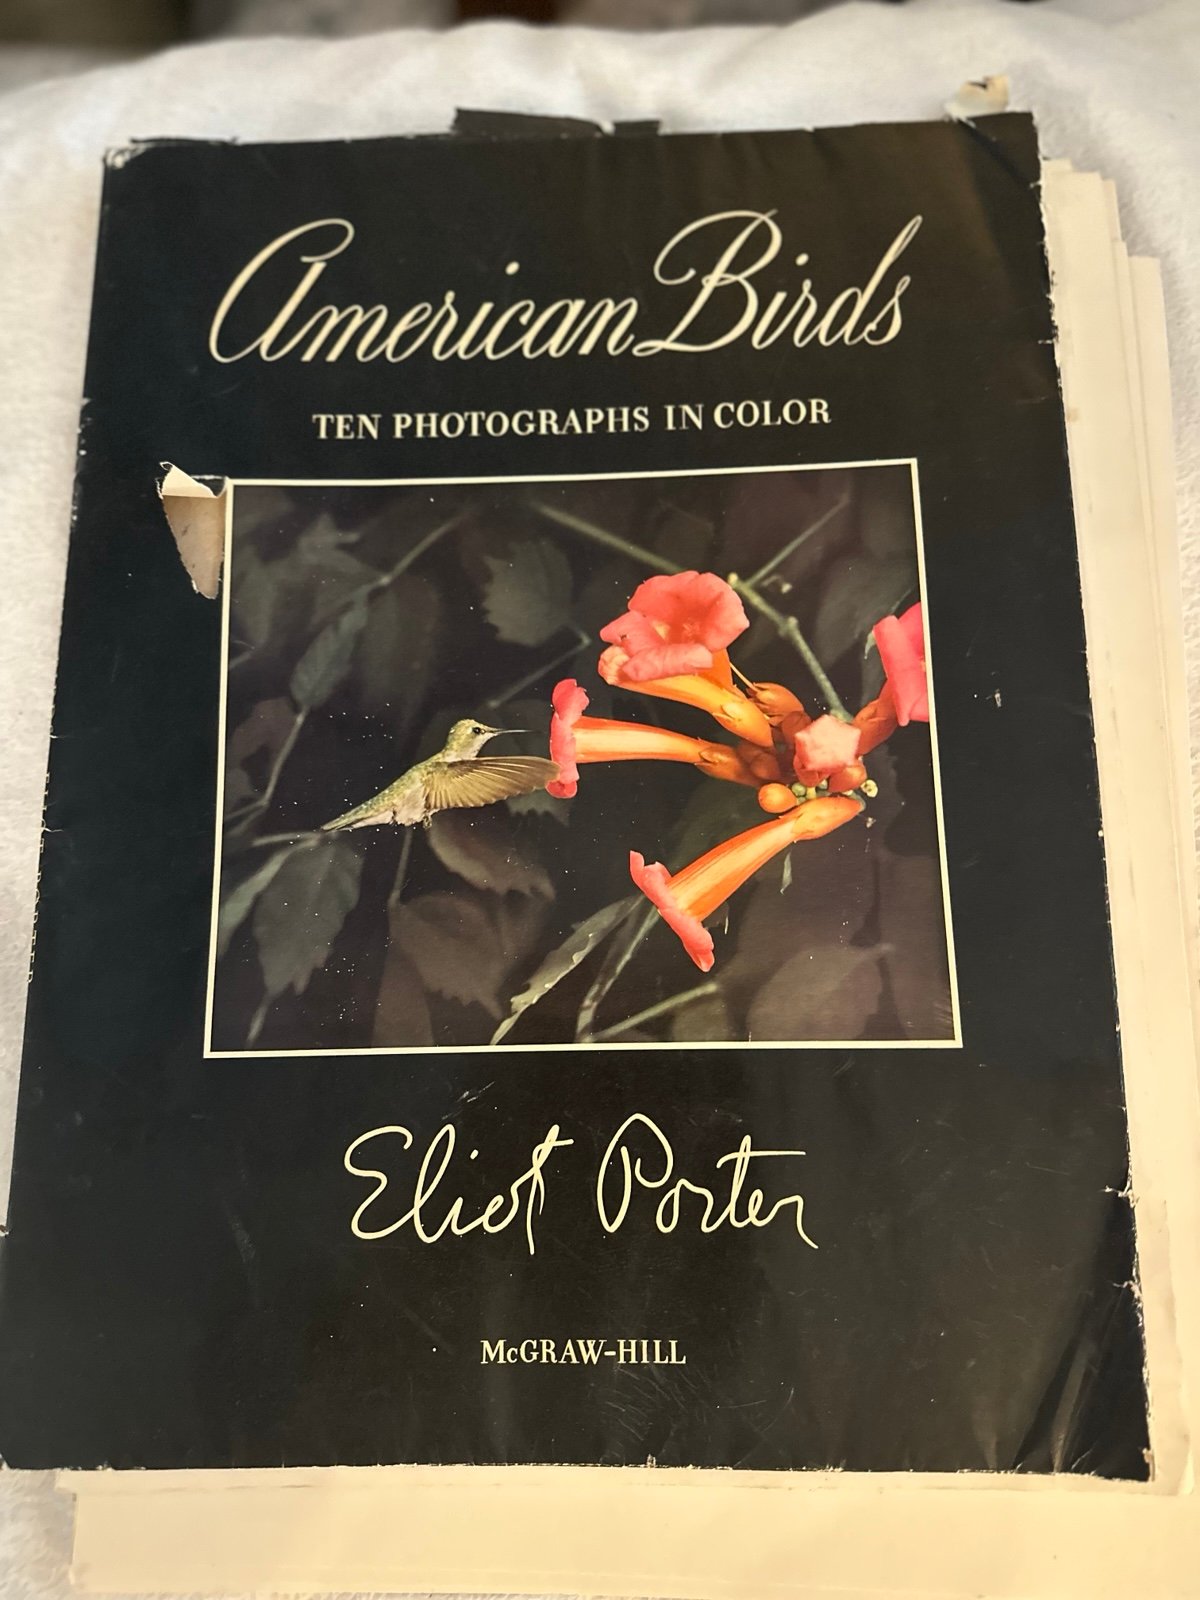 American Birds
TEN PHOTOGRAPHS IN COLOR
Eliot Porter
McGRAW-HILL